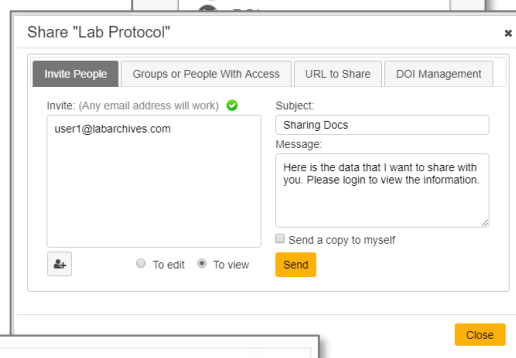 Share "Lab Protocol"
Invite People
Groups or People With Access
URL to Share
DOI Management
Invite: (Any email address will work)
user1@labarchives.com
To edit
To view
Subject:
Sharing Docs
Message:
Here is the data that I want to share with
you. Please login to view the information.
Send a copy to myself
Send
Close